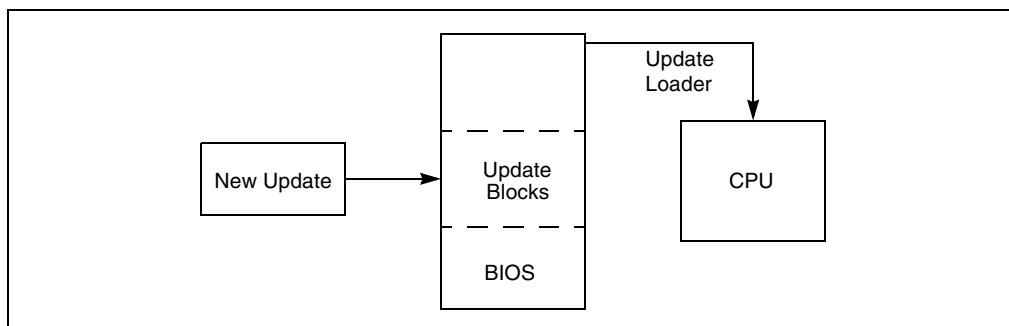 Update
Loader
New Update
Update
Blocks
CPU
BIOS